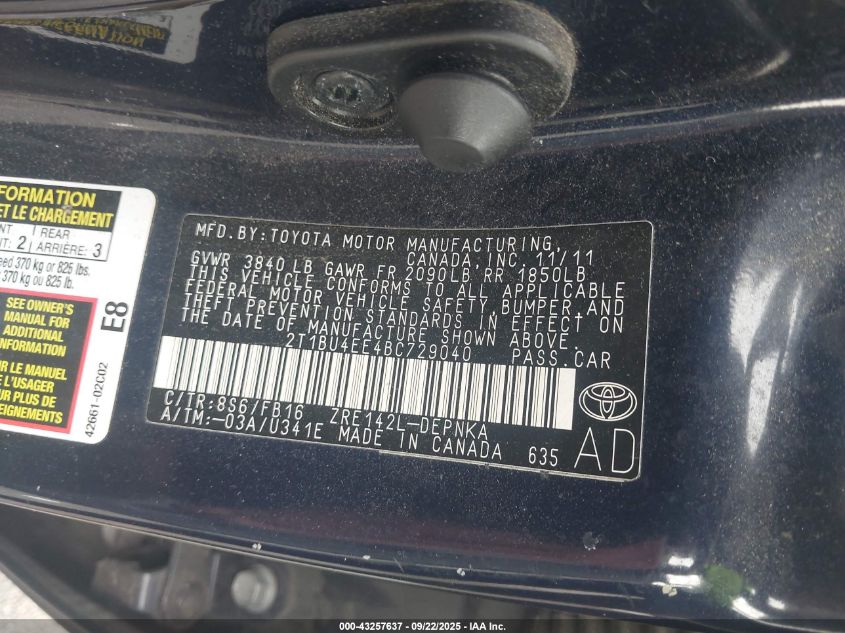 FORMATION
ET LE CHARGEMENT
NT 2 REAR
IT: ARRIÈRE: 3
eed 370 kg or 825 lbs.
370 kg ou 825 lb.
SEE OWNER'S
MANUAL FOR
ADDITIONAL
INFORMATION
R LE MANUEL
E L'USAGER
UR PLUS DE
E8
42661-02C02
MFD.BY:TOYOTA MOTOR MANUFACTURING,
CANADA,INC. 11/11
GVWR 3840 LB GAWR FR 2090LB RR 1850LB
THIS VEHICLE CONFORMS TO ALL APPLICABLE
FEDERAL MOTOR VEHICLE SAFETY, BUMPER,AND
THEFT PREVENTION STANDARDS IN EFFECT ON
THE DATE OF MANUFACTURE SHOWN ABOVE.
2T1BU4EE4BC729040 PASS.CAR
C/TR:8S6/FB16 ZRE142L-DEPNKA
A/TM:-03A/U341E MADE IN CANADA 635
AD
000-43257637 - 09/22/2025 - IAA Inc.